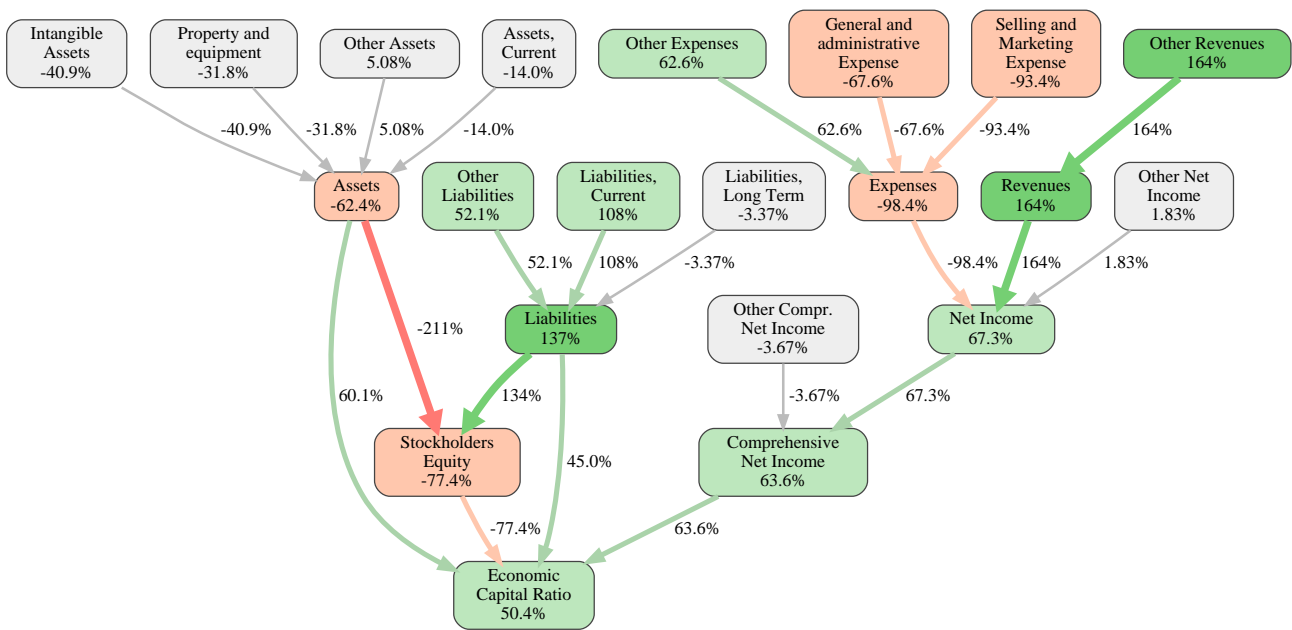 Intangible
Assets
-40.9%
Property and
equipment
-31.8%
Other Assets
5.08%
Assets,
Current
-14.0%
Other Expenses
62.6%
General and
administrative
Expense
-67.6%
Selling and
Marketing
Expense
-93.4%
Other Revenues
164%
-40.9%
-31.8%
5.08%
-14.0%
62.6%
-67.6%
-93.4%
164%
Assets
-62.4%
Other
Liabilities
52.1%
Liabilities,
Current
108%
Liabilities,
Long Term
-3.37%
Expenses
-98.4%
Revenues
164%
Other Net
Income
1.83%
52.1%
108%
-3.37%
-98.4%
164%
1.83%
Liabilities
137%
Other Compr.
Net Income
-3.67%
Net Income
67.3%
-211%
60.1%
134%
-3.67%
67.3%
Stockholders
Equity
-77.4%
45.0%
Comprehensive
Net Income
63.6%
-77.4%
63.6%
Economic
Capital Ratio
50.4%